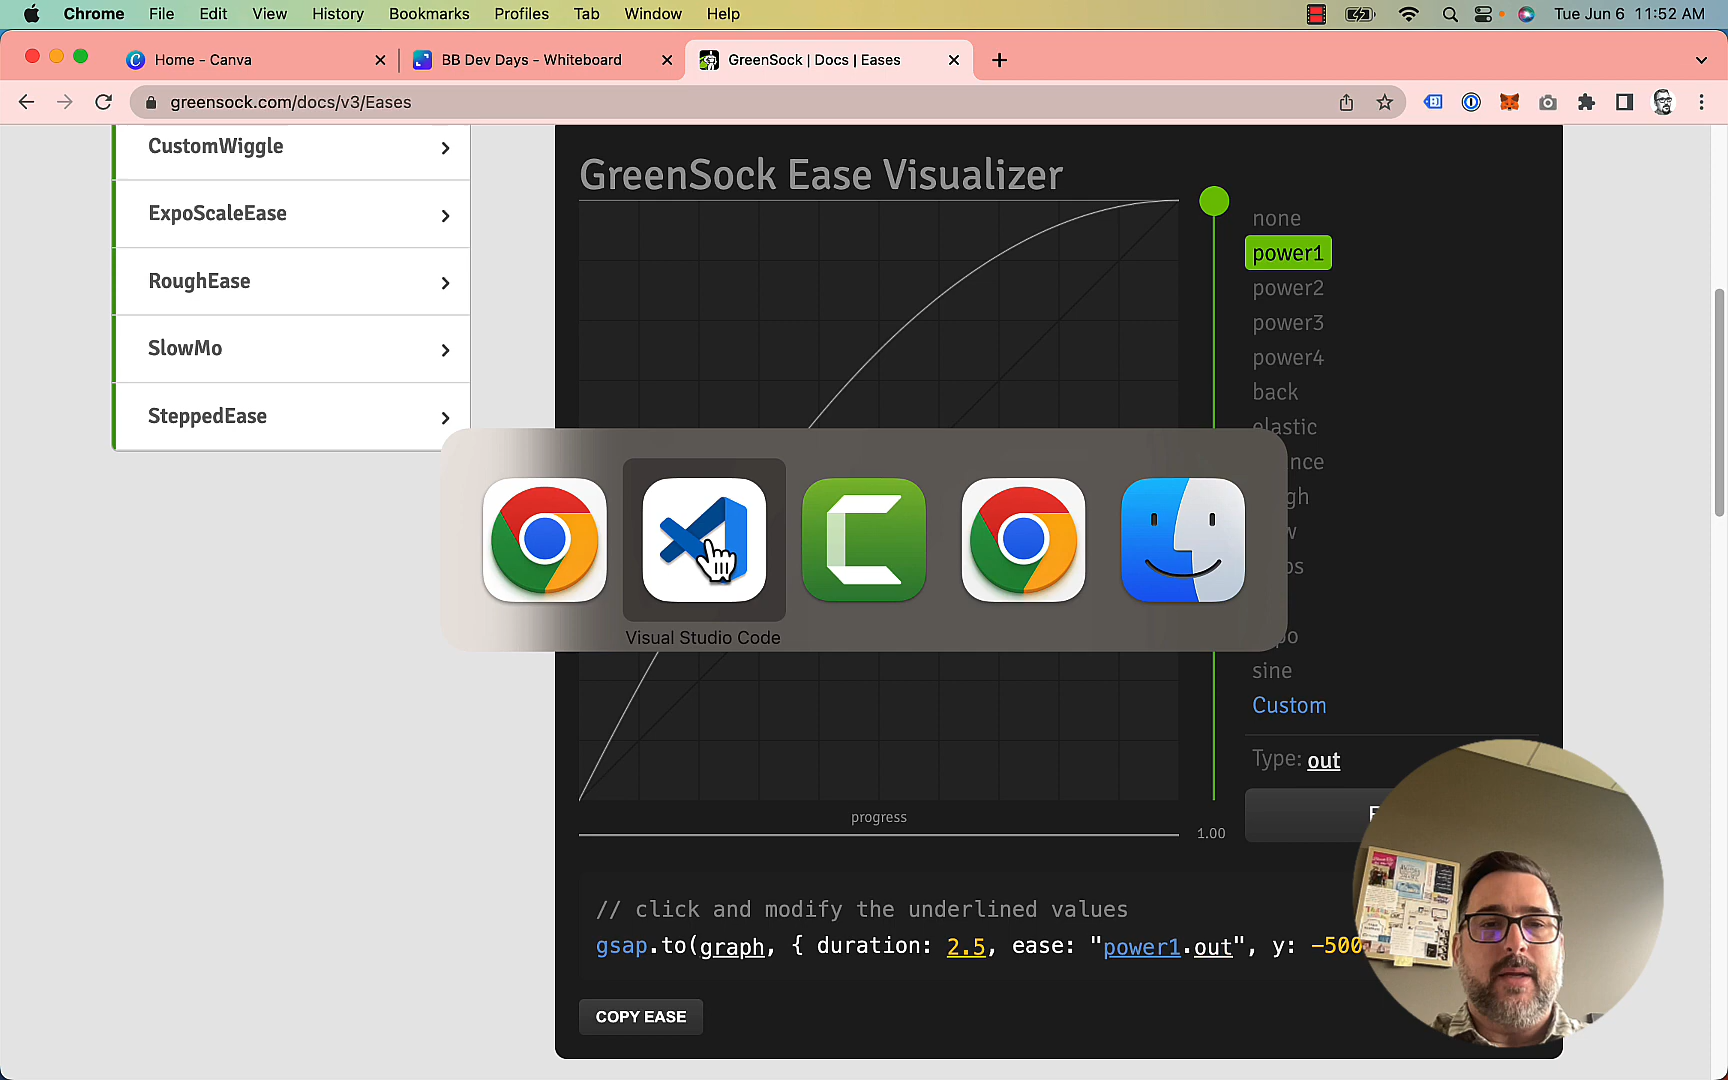 Chrome File Edit View History Bookmarks Profiles Tab Window Help Tue Jun 6 11:52 AM
Home - Canva BB Dev Days - Whiteboard GreenSock | Docs | Eases
greensock.com/docs/v3/Eases
CustomWiggle
ExpoScaleEase
RoughEase
SlowMo
SteppedEase
GreenSock Ease Visualizer
none
power1
power2
power3
power4
back
elastic
sine
Custom
Type: out
progress
1.00
Visual Studio Code
// click and modify the underlined values
gsap.to(graph, { duration: 2.5, ease: "power1.out", y: -500
COPY EASE